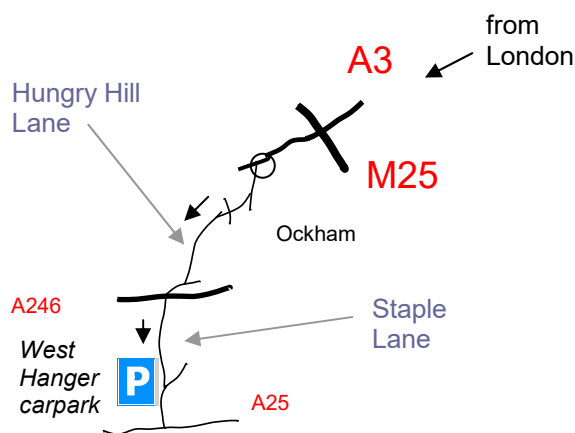 from
London
A3
Hungry Hill
Lane
M25
Ockham
A246
Staple
Lane
West
Hanger
carpark
P
A25